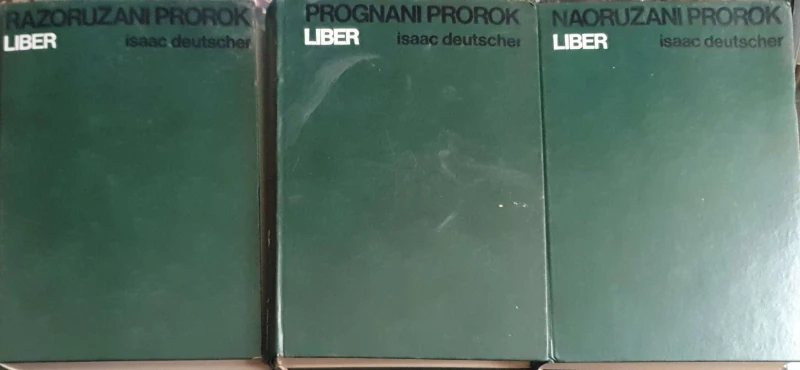 RAZORUZANI PROROK
LIBER isaac deutscher
PROGNANI PROROK
LIBER isaac deutscher
NAORUZANI PROROK
LIBER isaac deutscher